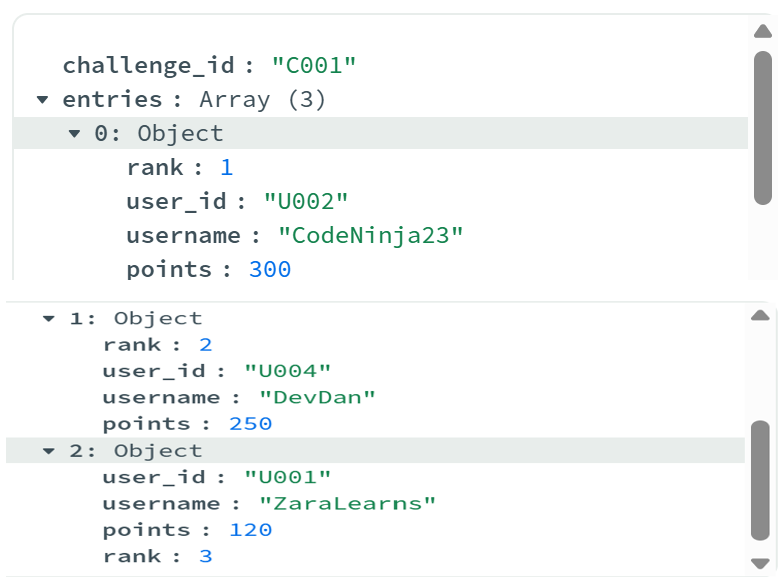 challenge_id : "C001"
entries : Array (3)
0: Object
rank : 1
user_id : "U002"
username : "CodeNinja23"
points : 300
1: Object
rank : 2
user_id : "U004"
username : "DevDan"
points : 250
2: Object
user_id : "U001"
username : "ZaraLearns"
points : 120
rank : 3